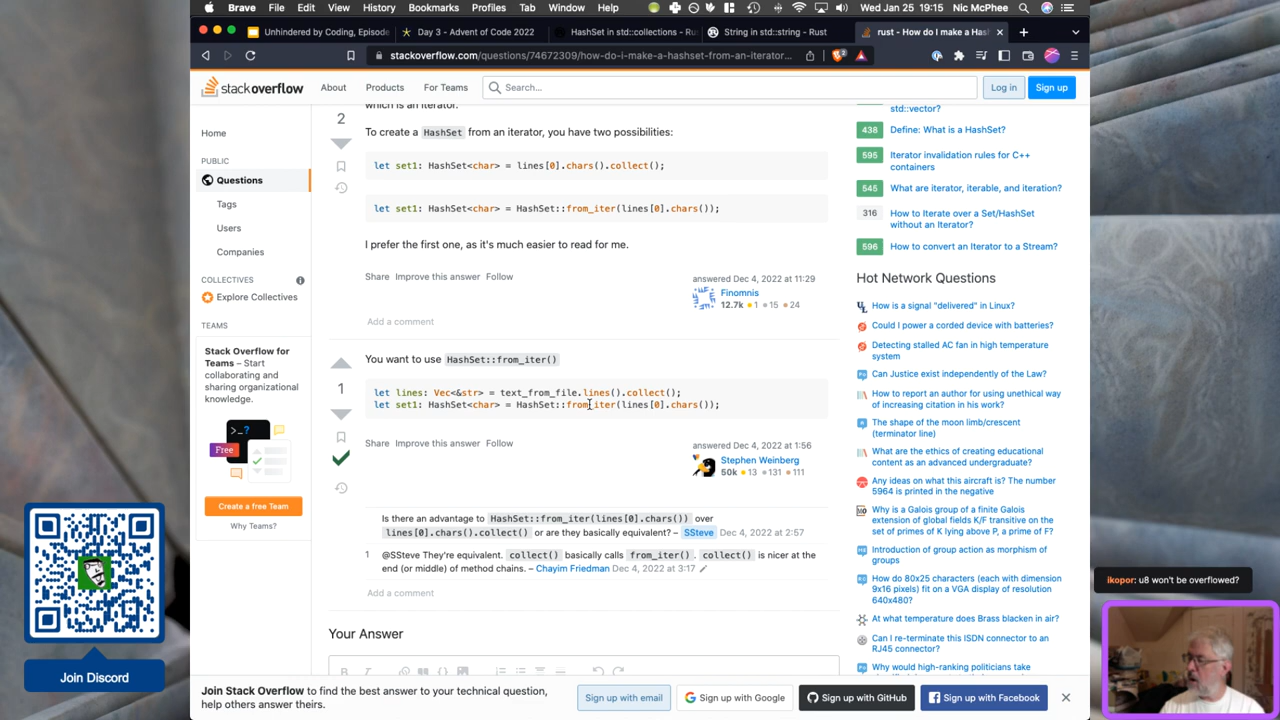 Brave File Edit View History Bookmarks Profiles Tab Window Help Wed Jan 25 19:15 Nic McPhee
Unhindered by Coding, Episode
Day 3 - Advent of Code 2022
HashSet in std::collections - Ru
String in std::string - Rust
rust - How do I make a Hash
stackoverflow.com/questions/74672309/how-do-i-make-a-hashset-from-an-iterator...
2
stackoverflow
About
Products
For Teams
Search...
Log in
Sign up
Home
PUBLIC
Questions
Tags
Users
Companies
COLLECTIVES
Explore Collectives
TEAMS
Stack Overflow for
Teams – Start
collaborating and
sharing organizational
knowledge.
>_?
Free
Create a free Team
Why Teams?
which is an iterator.
2
To create a HashSet from an iterator, you have two possibilities:
let set1: HashSet<char> = lines[0].chars().collect();
let set1: HashSet<char> = HashSet::from_iter(lines[0].chars());
I prefer the first one, as it's much easier to read for me.
Share Improve this answer Follow
answered Dec 4, 2022 at 11:29
Finomnis
12.7k 1 15 24
Add a comment
You want to use HashSet::from_iter()
1
let lines: Vec<&str> = text_from_file.lines().collect();
let set1: HashSet<char> = HashSet::from_iter(lines[0].chars());
Share Improve this answer Follow
answered Dec 4, 2022 at 1:56
Stephen Weinberg
50k 13 131 111
Is there an advantage to HashSet::from_iter(lines[0].chars()) over
lines[0].chars().collect() or are they basically equivalent? – SSteve Dec 4, 2022 at 2:57
1 @SSteve They're equivalent. collect() basically calls from_iter(). collect() is nicer at the
end (or middle) of method chains. – Chayim Friedman Dec 4, 2022 at 3:17
Add a comment
Your Answer
B I
std::vector?
438 Define: What is a HashSet?
595 Iterator invalidation rules for C++
containers
545 What are iterator, iterable, and iteration?
316 How to Iterate over a Set/HashSet
without an Iterator?
596 How to convert an Iterator to a Stream?
Hot Network Questions
How is a signal "delivered" in Linux?
Could I power a corded device with batteries?
Detecting stalled AC fan in high temperature
system
Can Justice exist independently of the Law?
How to report an author for using unethical way
of increasing citation in his work?
The shape of the moon limb/crescent
(terminator line)
What are the ethics of creating educational
content as an advanced undergraduate?
Any ideas on what this aircraft is? The number
5964 is printed in the negative
Why is a Galois group of a finite Galois
extension of global fields K/F transitive on the
set of primes of K lying above P, a prime of F?
Introduction of group action as morphism of
groups
How do 80x25 characters (each with dimension
9x16 pixels) fit on a VGA display of resolution
640x480?
At what temperature does Brass blacken in air?
Can I re-terminate this ISDN connector to an
RJ45 connector?
Why would high-ranking politicians take
Join Stack Overflow to find the best answer to your technical question,
help others answer theirs.
Sign up with email
Sign up with Google
Sign up with GitHub
Sign up with Facebook
Join Discord
ikopor: u8 won't be overflowed?